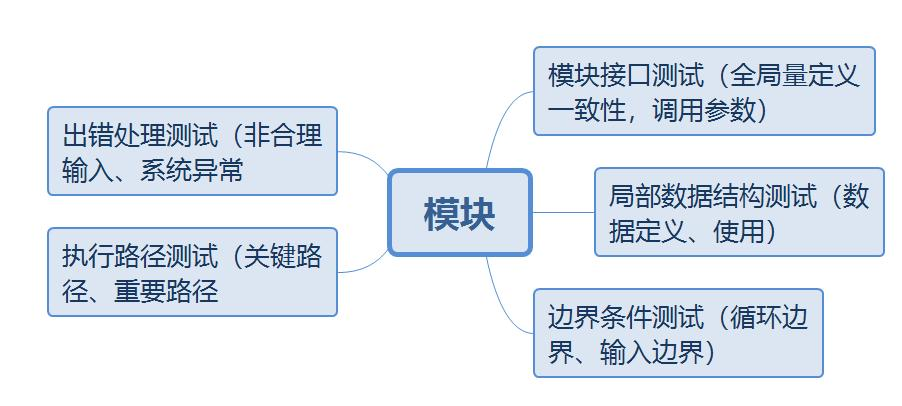 模块接口测试（全局量定义
一致性，调用参数）
出错处理测试（非合理
输入、系统异常
模块
局部数据结构测试（数
据定义、使用）
执行路径测试（关键路
径、重要路径
边界条件测试（循环边
界、输入边界）